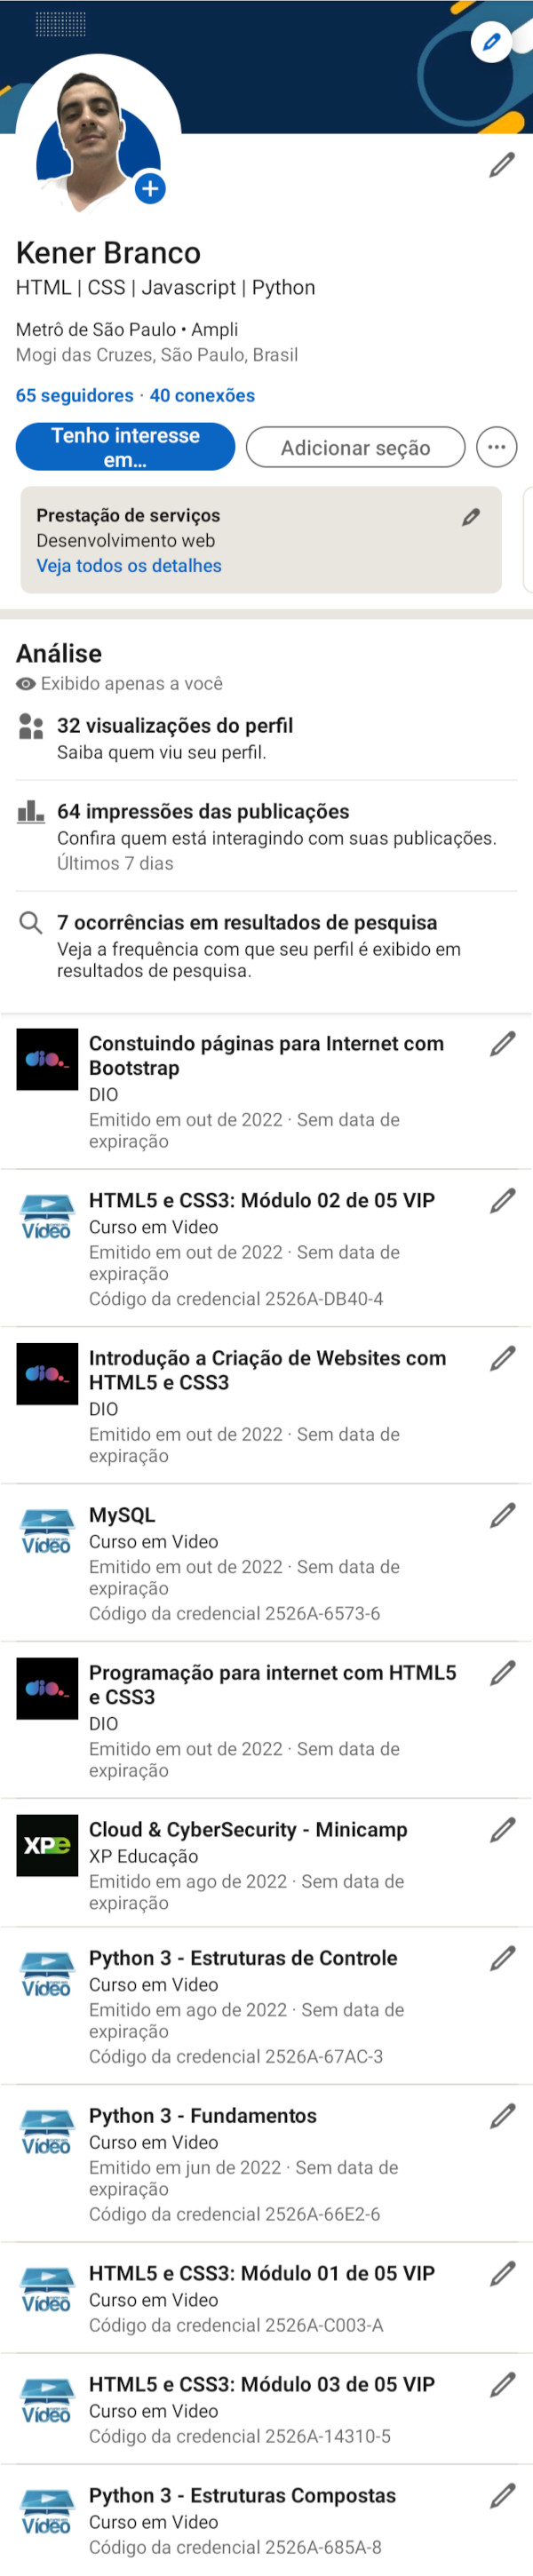 Kener Branco
HTML | CSS | Javascript | Python
Metrô de São Paulo • Ampli
Mogi das Cruzes, São Paulo, Brasil
65 seguidores · 40 conexões
Tenho interesse
em...
Adicionar seção
Prestação de serviços
Desenvolvimento web
Veja todos os detalhes
Análise
Exibido apenas a você
32 visualizações do perfil
Saiba quem viu seu perfil.
64 impressões das publicações
Confira quem está interagindo com suas publicações.
Últimos 7 dias
7 ocorrências em resultados de pesquisa
Veja a frequência com que seu perfil é exibido em
resultados de pesquisa.
dio._
Constuindo páginas para Internet com
Bootstrap
DIO
Emitido em out de 2022 · Sem data de
expiração
Vídeo
HTML5 e CSS3: Módulo 02 de 05 VIP
Curso em Video
Emitido em out de 2022 · Sem data de
expiração
Código da credencial 2526A-DB40-4
dio._
Introdução a Criação de Websites com
HTML5 e CSS3
DIO
Emitido em out de 2022 · Sem data de
expiração
Vídeo
MySQL
Curso em Video
Emitido em out de 2022 · Sem data de
expiração
Código da credencial 2526A-6573-6
dio._
Programação para internet com HTML5
e CSS3
DIO
Emitido em out de 2022 · Sem data de
expiração
XPe
Cloud & CyberSecurity - Minicamp
XP Educação
Emitido em ago de 2022 · Sem data de
expiração
Vídeo
Python 3 - Estruturas de Controle
Curso em Video
Emitido em ago de 2022 · Sem data de
expiração
Código da credencial 2526A-67AC-3
Vídeo
Python 3 - Fundamentos
Curso em Video
Emitido em jun de 2022 · Sem data de
expiração
Código da credencial 2526A-66E2-6
Vídeo
HTML5 e CSS3: Módulo 01 de 05 VIP
Curso em Video
Código da credencial 2526A-C003-A
Vídeo
HTML5 e CSS3: Módulo 03 de 05 VIP
Curso em Video
Código da credencial 2526A-14310-5
Vídeo
Python 3 - Estruturas Compostas
Curso em Video
Código da credencial 2526A-685A-8